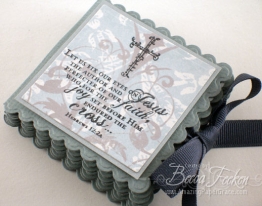 Let us fix our eyes
on Jesus
the author and
perfecter of our
Faith
who for the
Joy
set before Him
endured the
cross...
Hebrews 12:2a
Becca Feeken